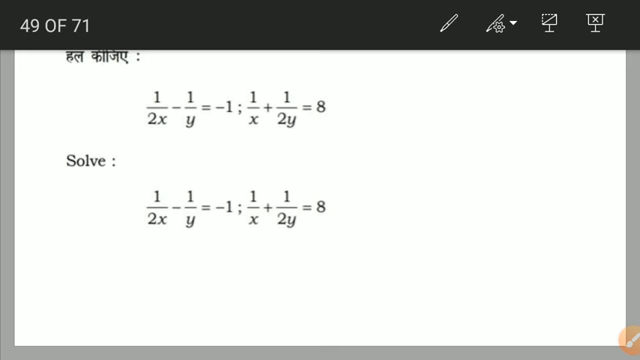 49 OF 71
हल कीजिए :
1/2x − 1/y = −1 ; 1/x + 1/2y = 8
Solve :
1/2x − 1/y = −1 ; 1/x + 1/2y = 8